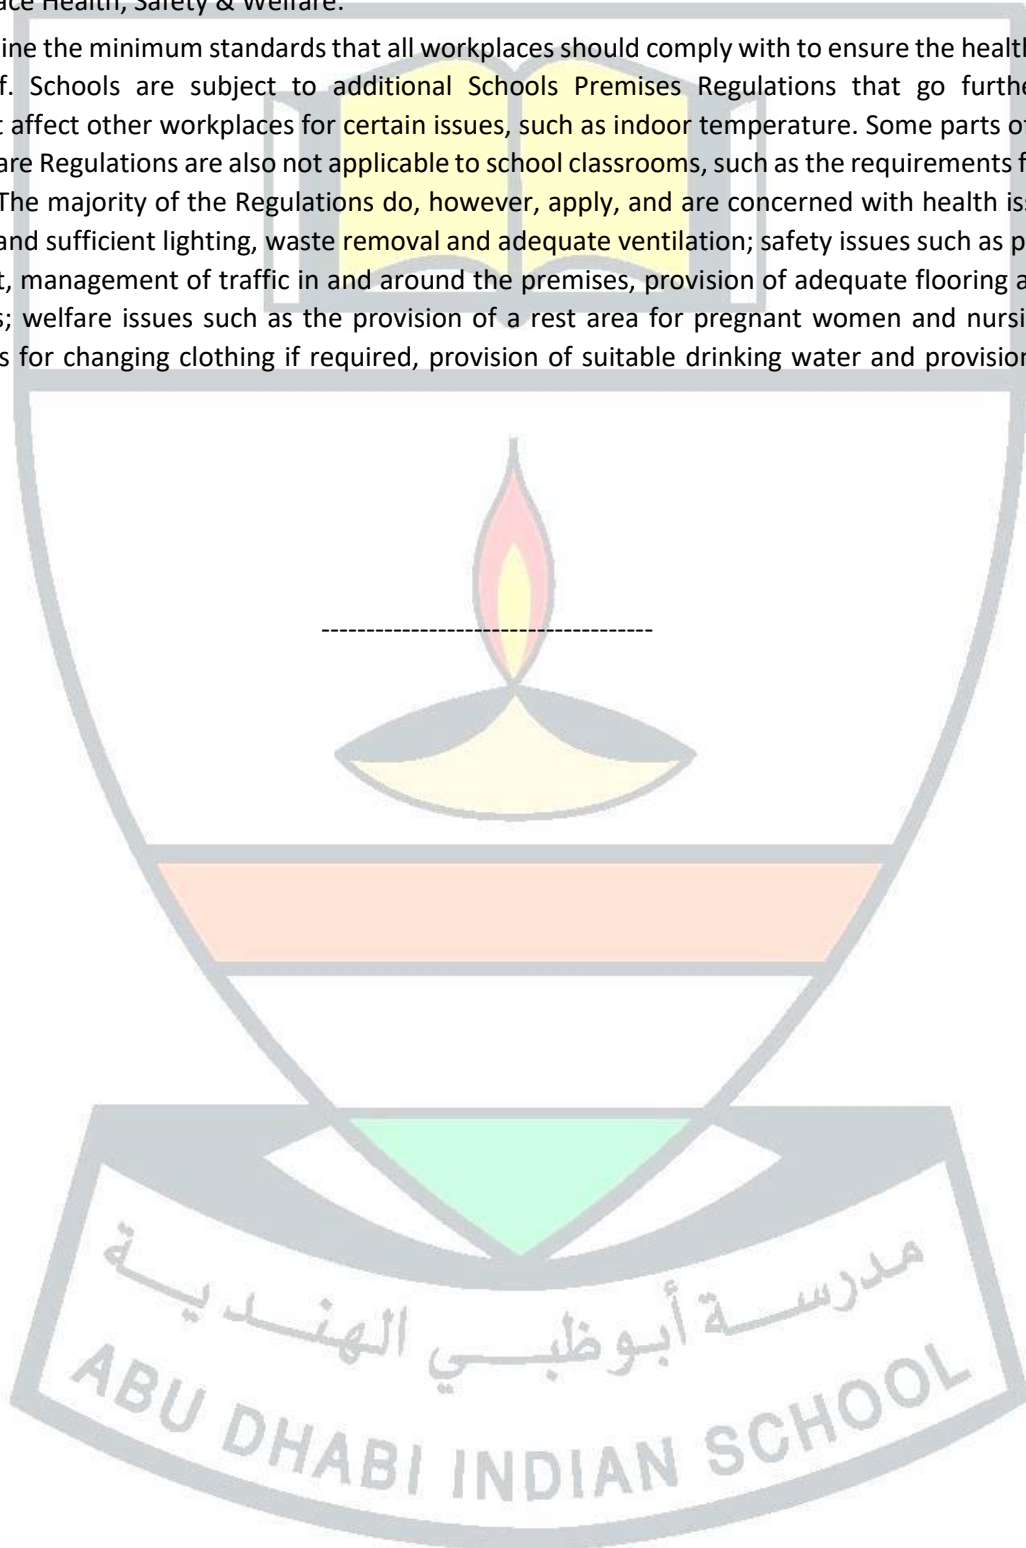 ace Health, Safety & Welfare.
ine the minimum standards that all workplaces should comply with to ensure the health
f. Schools are subject to additional Schools Premises Regulations that go furthe
t affect other workplaces for certain issues, such as indoor temperature. Some parts of
are Regulations are also not applicable to school classrooms, such as the requirements f
The majority of the Regulations do, however, apply, and are concerned with health iss
and sufficient lighting, waste removal and adequate ventilation; safety issues such as p
t, management of traffic in and around the premises, provision of adequate flooring a
s; welfare issues such as the provision of a rest area for pregnant women and nursi
s for changing clothing if required, provision of suitable drinking water and provision
-------------------------------------
مدرسة أبوظبي الهندية
ABU DHABI INDIAN SCHOOL